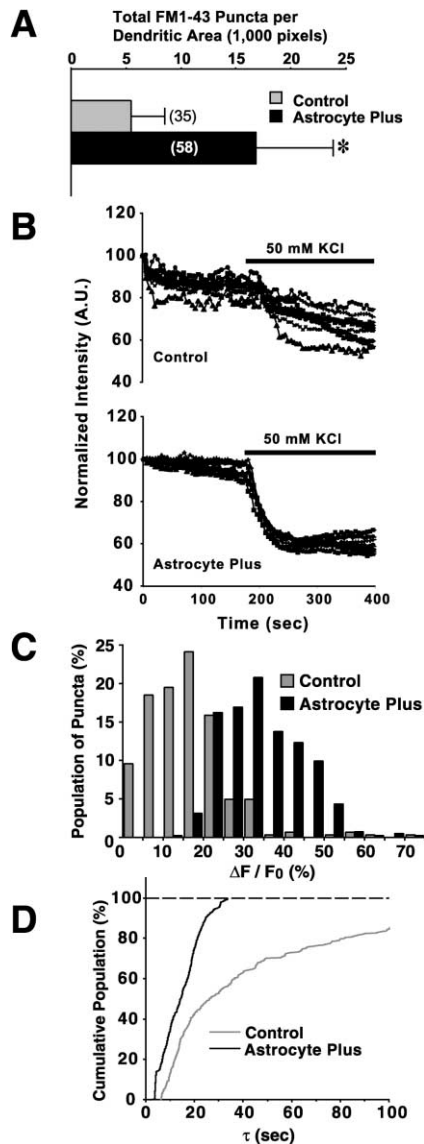 A
Total FM1-43 Puncta per
Dendritic Area (1,000 pixels)
0 5 10 15 20 25
(35)
(58)
*
Control
Astrocyte Plus
B
Normalized Intensity (A.U.)
120
100
80
60
40
50 mM KCl
Control
120
100
80
60
40
50 mM KCl
Astrocyte Plus
0 100 200 300 400
Time (sec)
C
Population of Puncta (%)
25
20
15
10
5
0
Control
Astrocyte Plus
0 10 20 30 40 50 60 70
ΔF / F0 (%)
D
Cumulative Population (%)
100
80
60
40
20
0
Control
Astrocyte Plus
0 20 40 60 80 100
τ (sec)